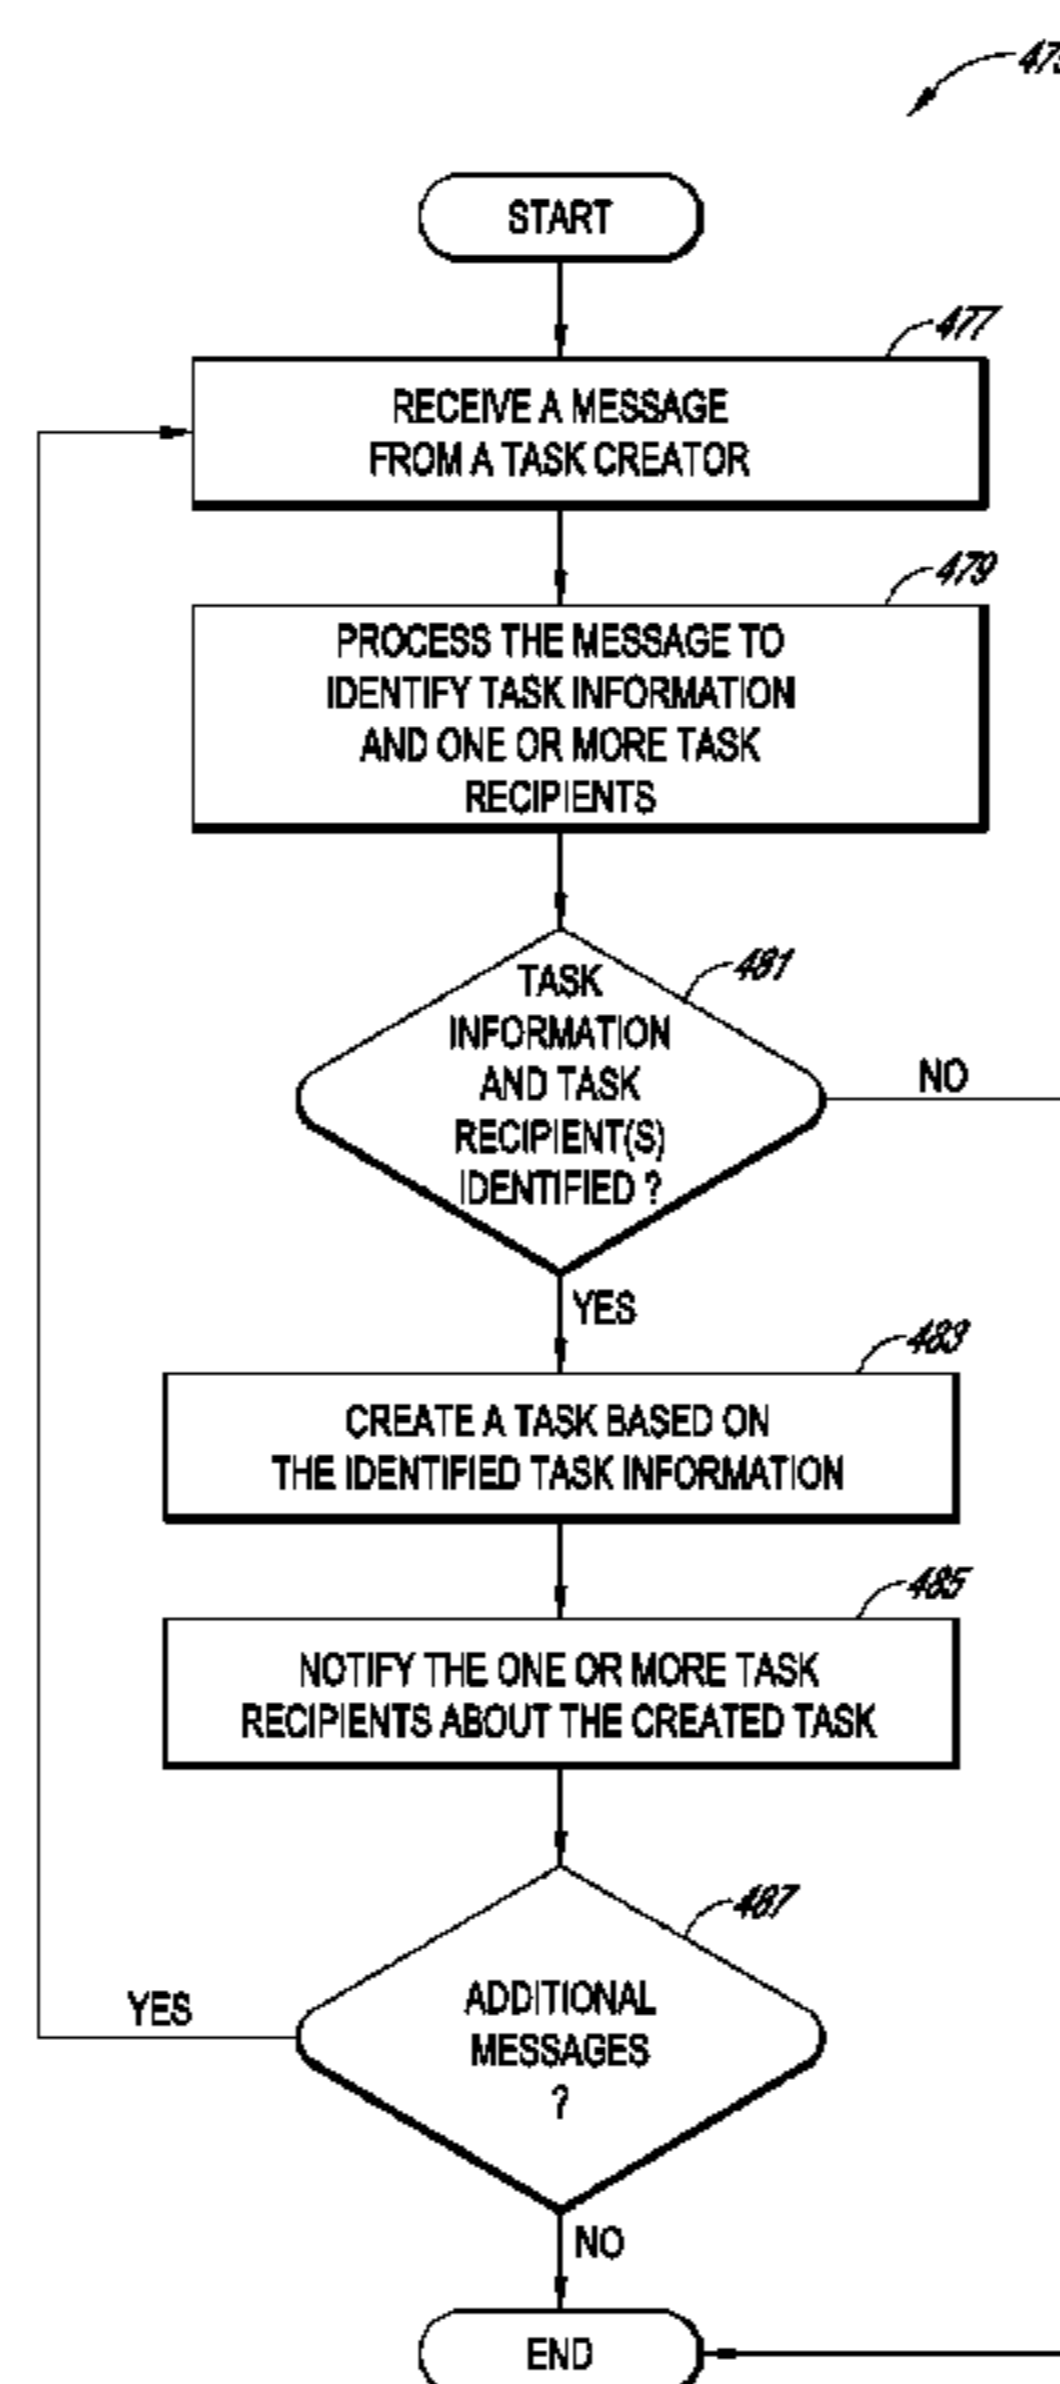 START
477
RECEIVE A MESSAGE
FROM A TASK CREATOR
479
PROCESS THE MESSAGE TO
IDENTIFY TASK INFORMATION
AND ONE OR MORE TASK
RECIPIENTS
481
TASK
INFORMATION
AND TASK
RECIPIENT(S)
IDENTIFIED ?
NO
YES
483
CREATE A TASK BASED ON
THE IDENTIFIED TASK INFORMATION
485
NOTIFY THE ONE OR MORE TASK
RECIPIENTS ABOUT THE CREATED TASK
487
ADDITIONAL
MESSAGES
?
YES
NO
END